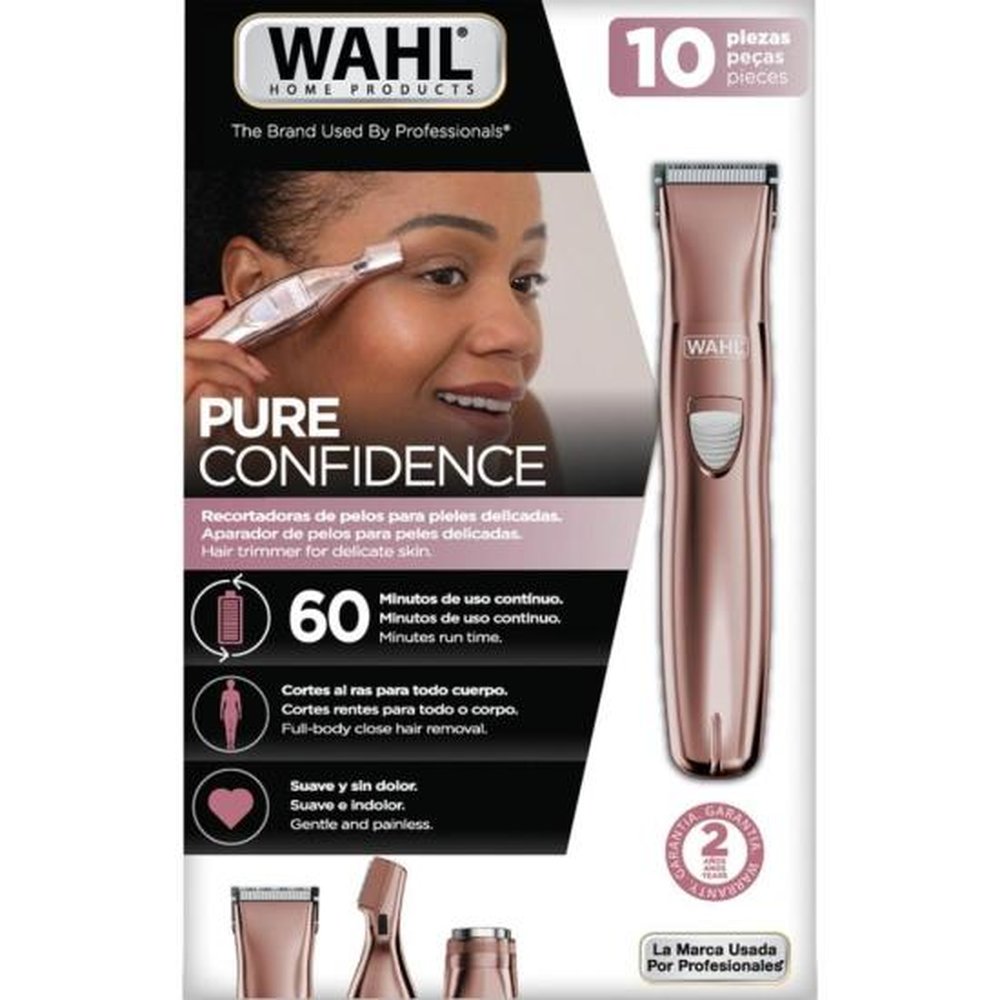 WAHL®
HOME PRODUCTS
The Brand Used By Professionals®
10
piezas
peças
pieces
WAHL
PURE
CONFIDENCE
Recortadoras de pelos para pieles delicadas.
Aparador de pelos para peles delicadas.
Hair trimmer for delicate skin.
60
Minutos de uso contínuo.
Minutos de uso contínuo.
Minutes run time.
Cortes al ras para todo cuerpo.
Cortes rentes para todo o corpo.
Full-body close hair removal.
Suave y sin dolor.
Suave e indolor.
Gentle and painless.
GARANTÍA. GARANTIA. WARRANTY.
2
AÑOS
ANOS
YEARS
La Marca Usada
Por Profesionales®